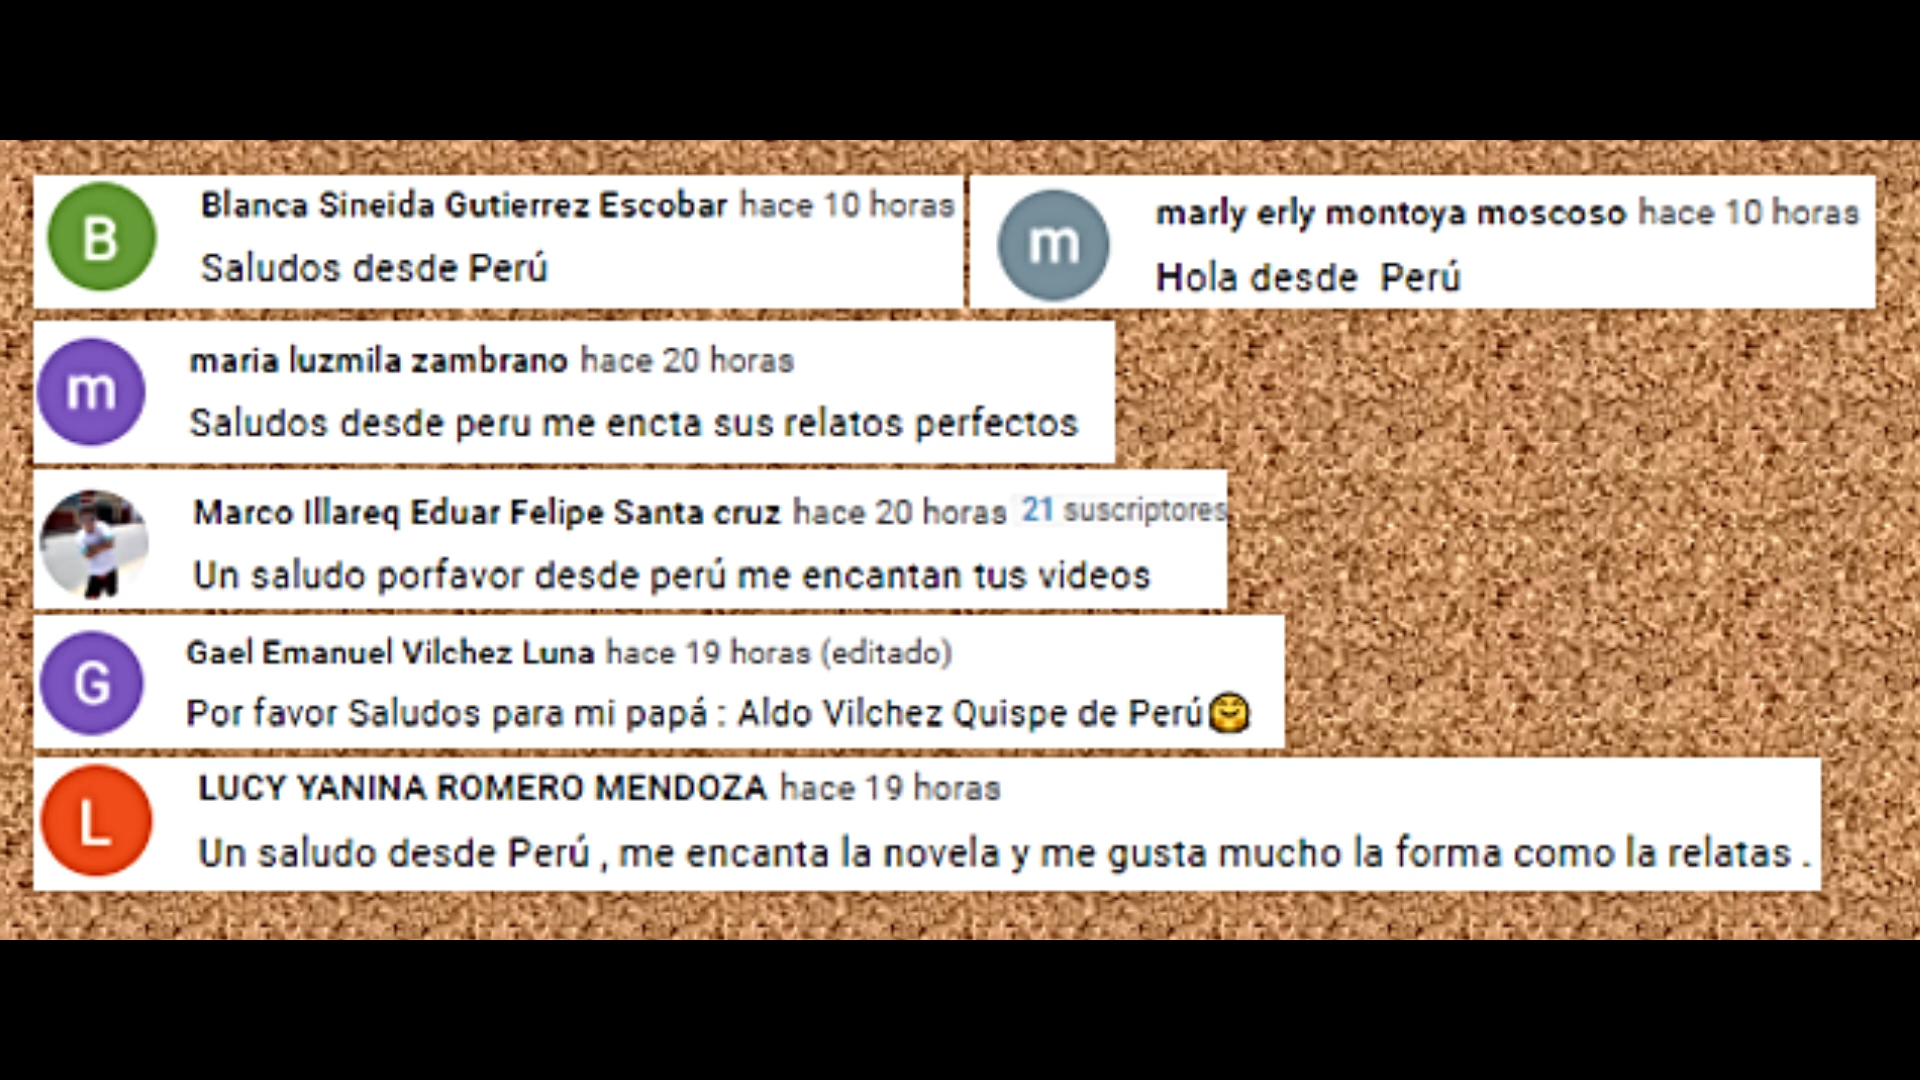 B
Blanca Sineida Gutierrez Escobar hace 10 horas
Saludos desde Perú
m
marly erly montoya moscoso hace 10 horas
Hola desde Perú
m
maria luzmila zambrano hace 20 horas
Saludos desde peru me encta sus relatos perfectos
Marco Illareq Eduar Felipe Santa cruz hace 20 horas 21 suscriptores
Un saludo porfavor desde perú me encantan tus videos
G
Gael Emanuel Vilchez Luna hace 19 horas (editado)
Por favor Saludos para mi papá : Aldo Vilchez Quispe de Perú😊
L
LUCY YANINA ROMERO MENDOZA hace 19 horas
Un saludo desde Perú , me encanta la novela y me gusta mucho la forma como la relatas .